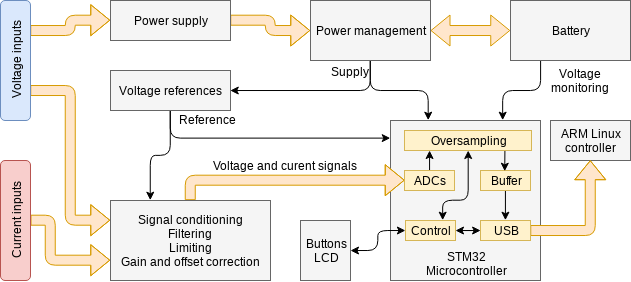 Voltage inputs
Power supply
Power management
Battery
Supply
Voltage
monitoring
Voltage references
Reference
Oversampling
ARM Linux
controller
Voltage and curent signals
ADCs
Buffer
Current inputs
Signal conditioning
Filtering
Limiting
Gain and offset correction
Buttons
LCD
Control
USB
STM32
Microcontroller